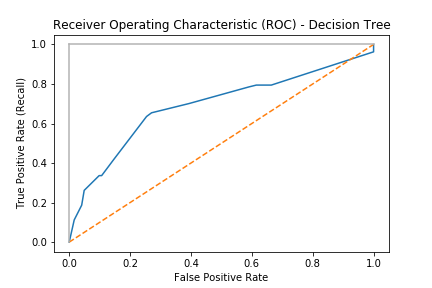 Receiver Operating Characteristic (ROC) - Decision Tree
True Positive Rate (Recall)
1.0
0.8
0.6
0.4
0.2
0.0
0.0 0.2 0.4 0.6 0.8 1.0
False Positive Rate